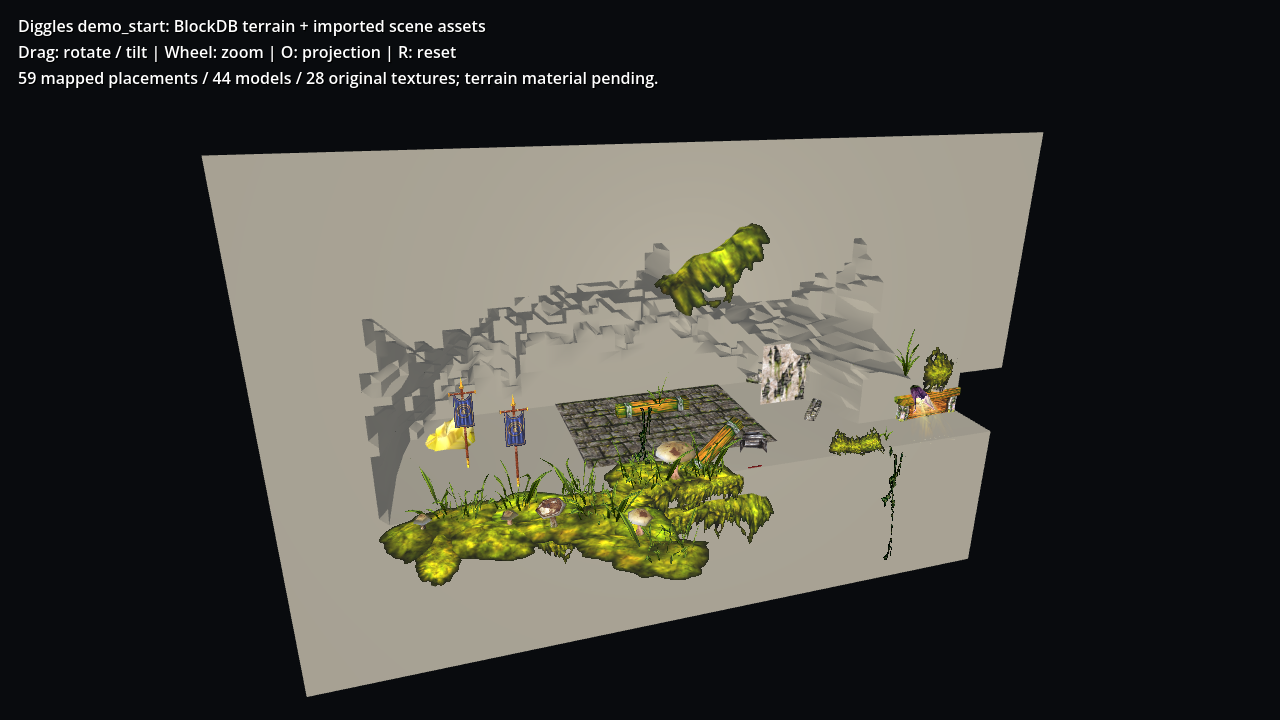 Diggles demo_start: BlockDB terrain + imported scene assets
Drag: rotate / tilt | Wheel: zoom | O: projection | R: reset
59 mapped placements / 44 models / 28 original textures; terrain material pending.